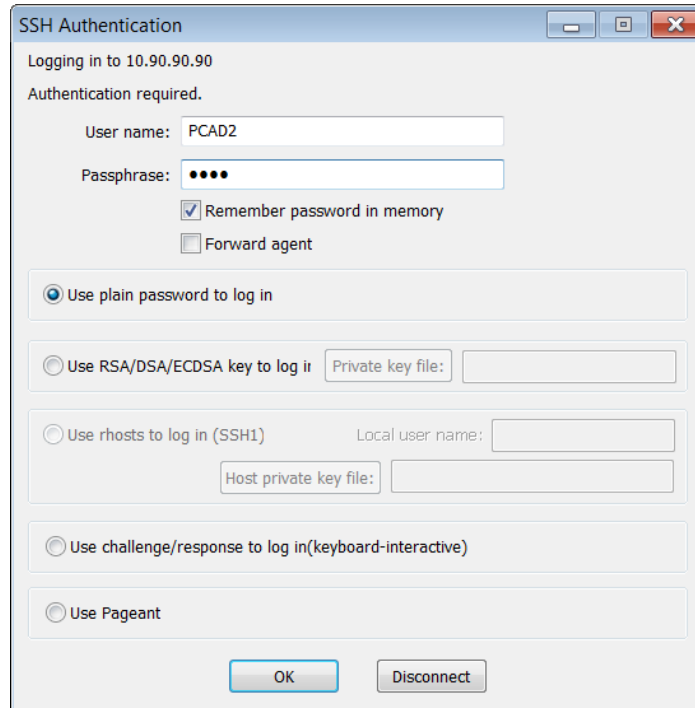 SSH Authentication
Logging in to 10.90.90.90
Authentication required.
User name: PCAD2
Passphrase: ●●●●
Remember password in memory
Forward agent
Use plain password to log in
Use RSA/DSA/ECDSA key to log in Private key file:
Use rhosts to log in (SSH1) Local user name:
Host private key file:
Use challenge/response to log in(keyboard-interactive)
Use Pageant
OK Disconnect